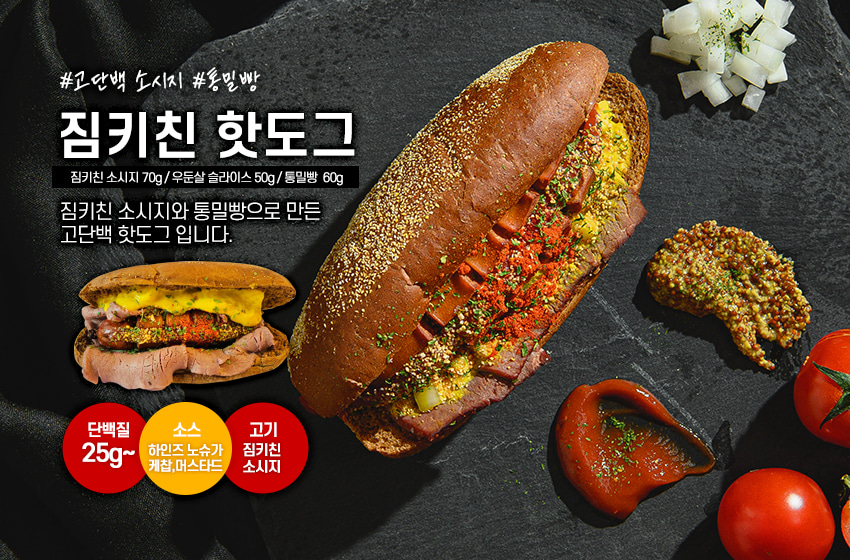 #고단백 소시지 #통밀빵
짐키친 핫도그
짐키친 소시지 70g / 우둔살 슬라이스 50g / 통밀빵 60g
짐키친 소시지와 통밀빵으로 만든
고단백 핫도그 입니다.
단백질
25g~
소스
하인즈 노슈가
케찹,머스타드
고기
짐키친
소시지